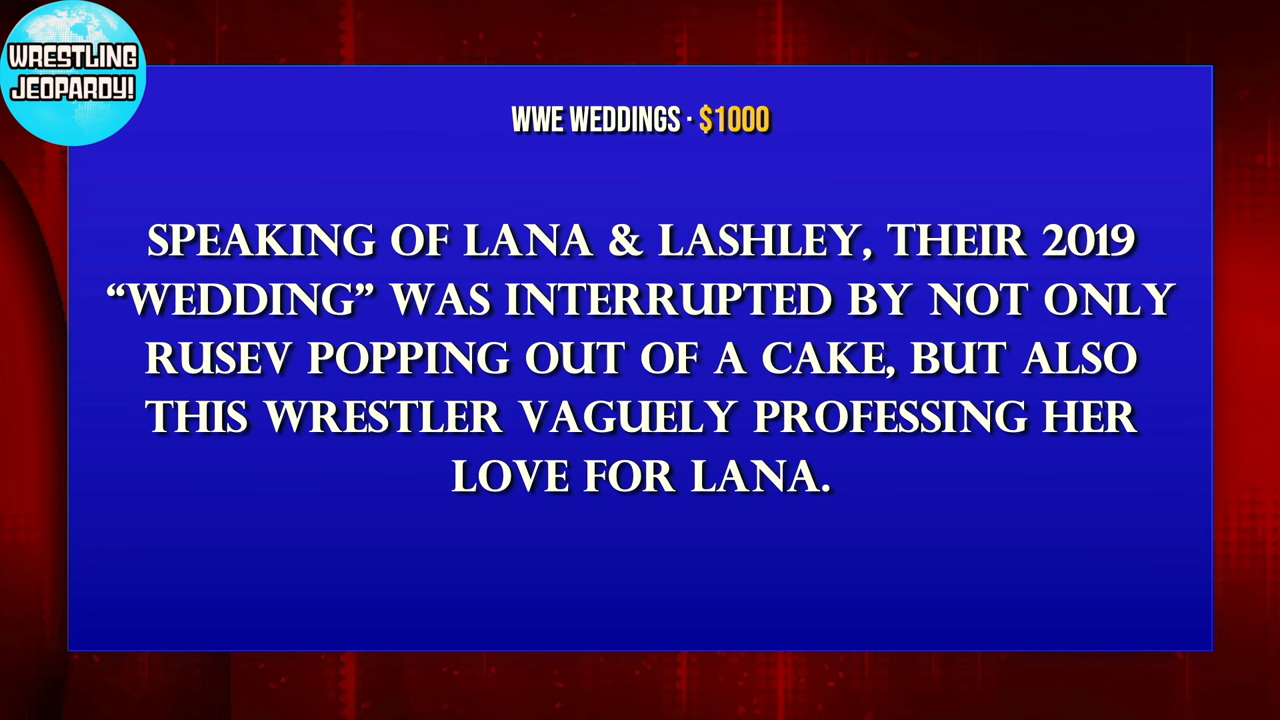 WRESTLING
JEOPARDY!
WWE WEDDINGS · $1000
SPEAKING OF LANA & LASHLEY, THEIR 2019
“WEDDING” WAS INTERRUPTED BY NOT ONLY
RUSEV POPPING OUT OF A CAKE, BUT ALSO
THIS WRESTLER VAGUELY PROFESSING HER
LOVE FOR LANA.